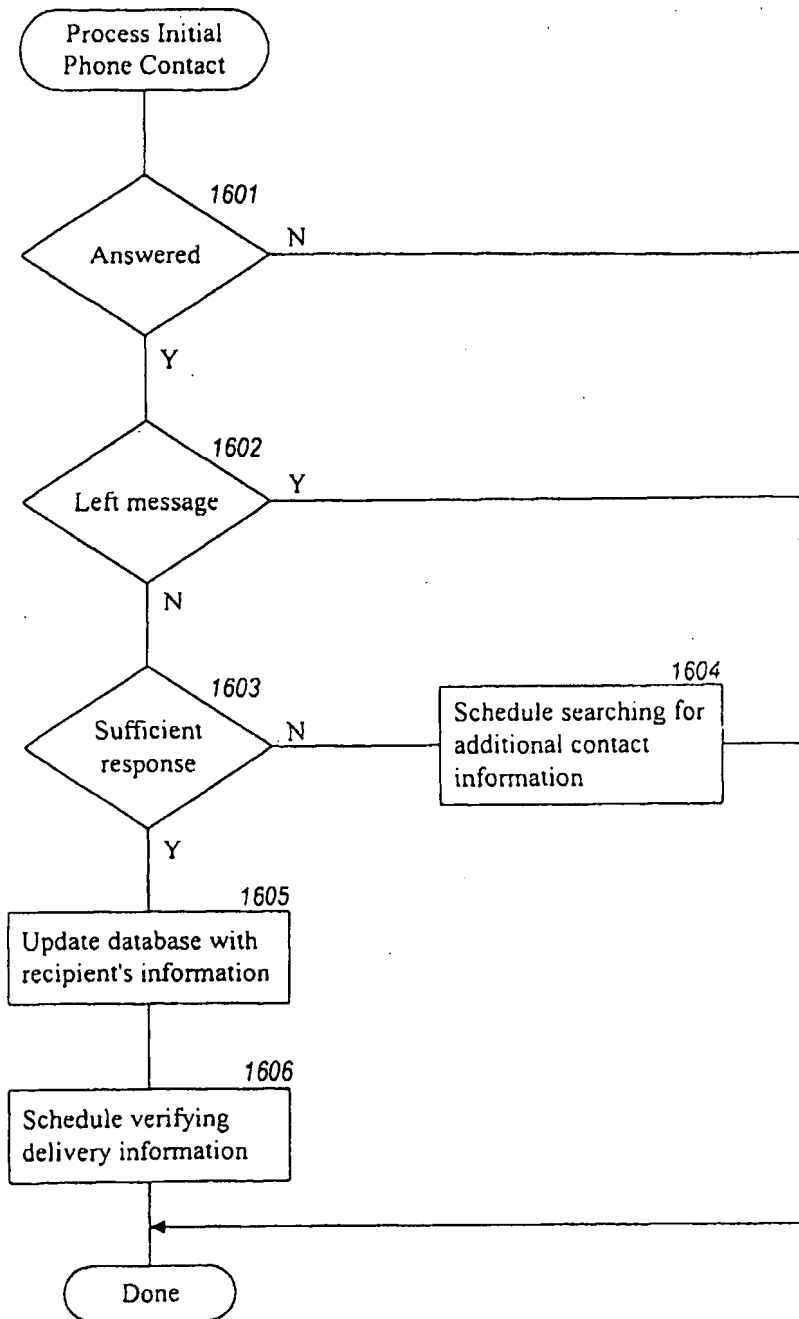 Process Initial
Phone Contact
1601
Answered
N
Y
1602
Left message
Y
N
1603
Sufficient
response
N
1604
Schedule searching for
additional contact
information
Y
1605
Update database with
recipient's information
1606
Schedule verifying
delivery information
Done